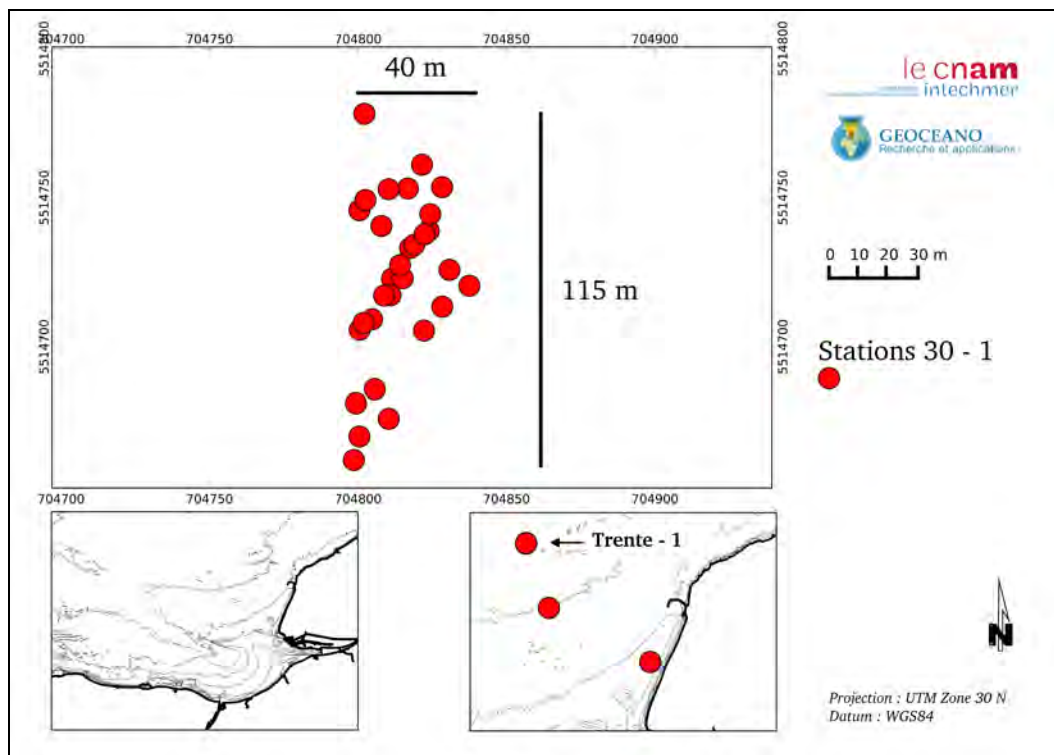 704700 704750 704800 704850 704900
5514800
5514800
40 m
le cnam
intechmer
GEOCEANO
Recherche et applications
5514750
5514750
115 m
0 10 20 30 m
5514700
5514700
Stations 30 - 1
704700 704750 704800 704850 704900
Trente - 1
N
Projection : UTM Zone 30 N
Datum : WGS84